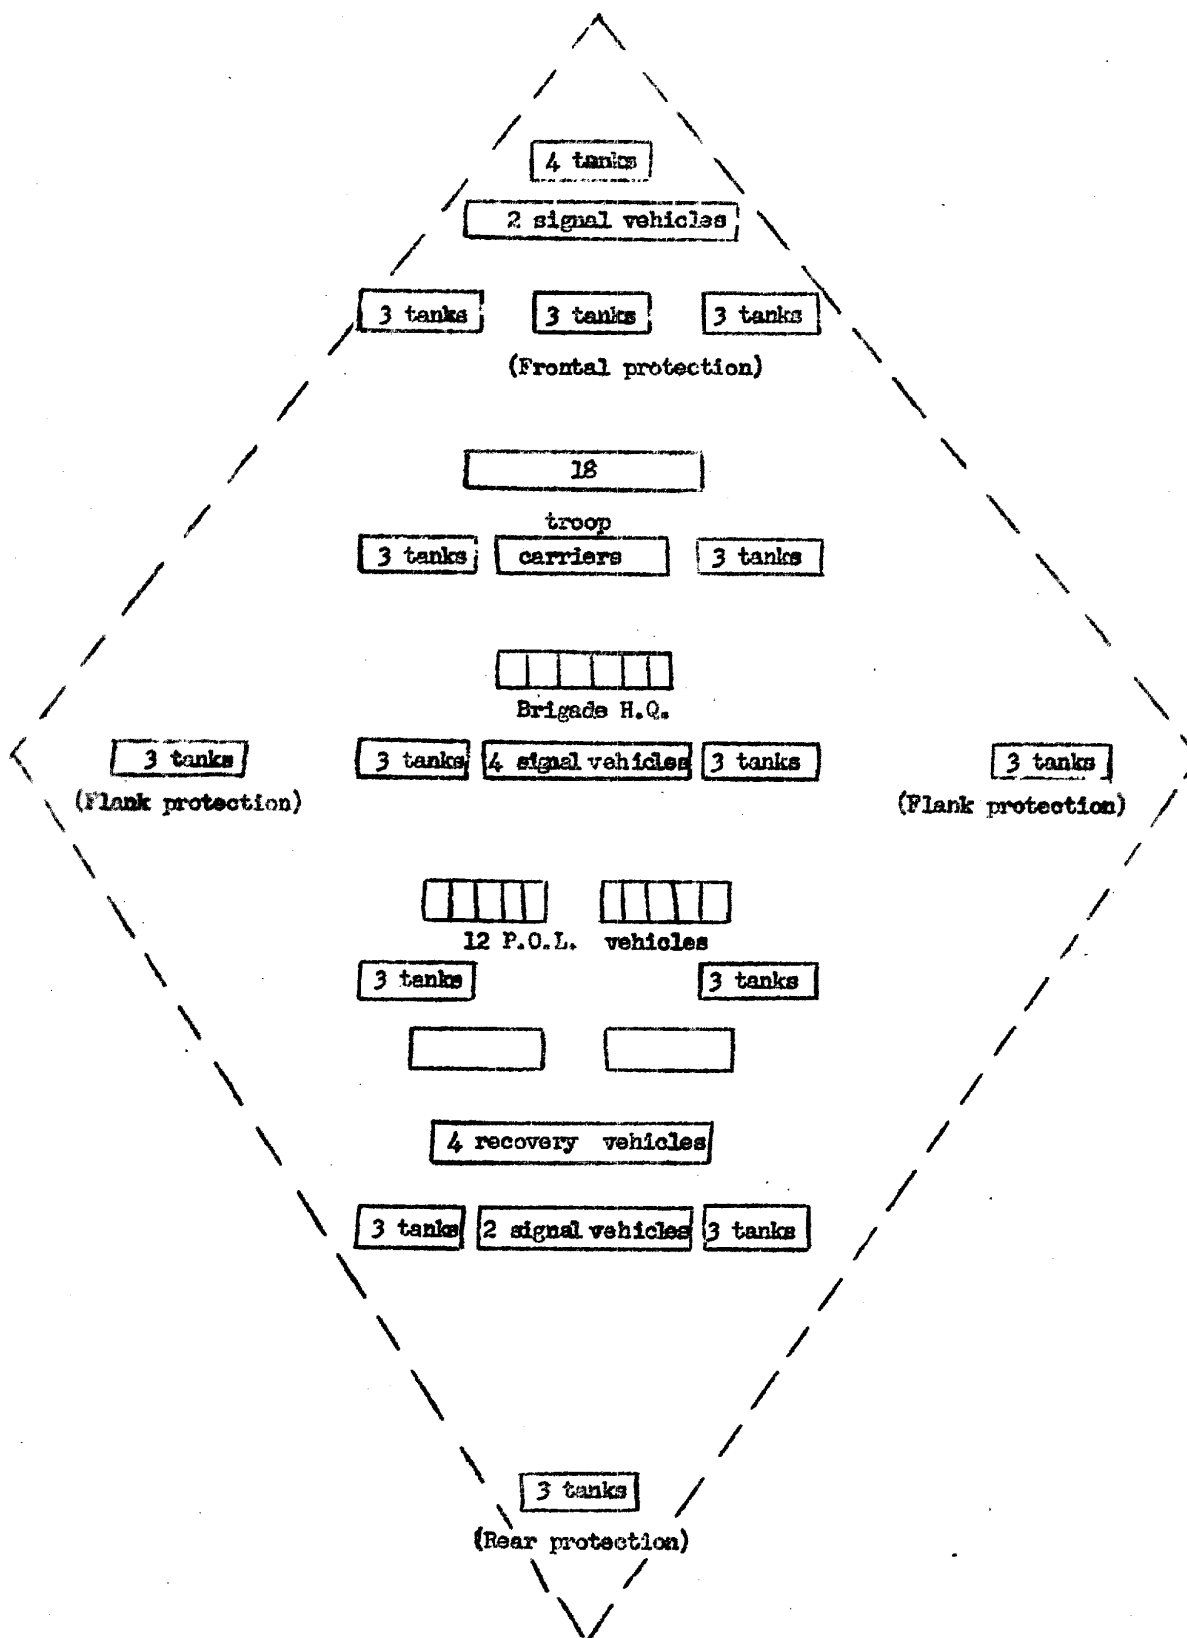 4 tanks
2 signal vehicles
3 tanks 3 tanks 3 tanks
(Frontal protection)
18
troop
3 tanks carriers 3 tanks
Brigade H.Q.
3 tanks 3 tanks 4 signal vehicles 3 tanks 3 tanks
(Flank protection) (Flank protection)
12 P.O.L. vehicles
3 tanks 3 tanks
4 recovery vehicles
3 tanks 2 signal vehicles 3 tanks
3 tanks
(Rear protection)